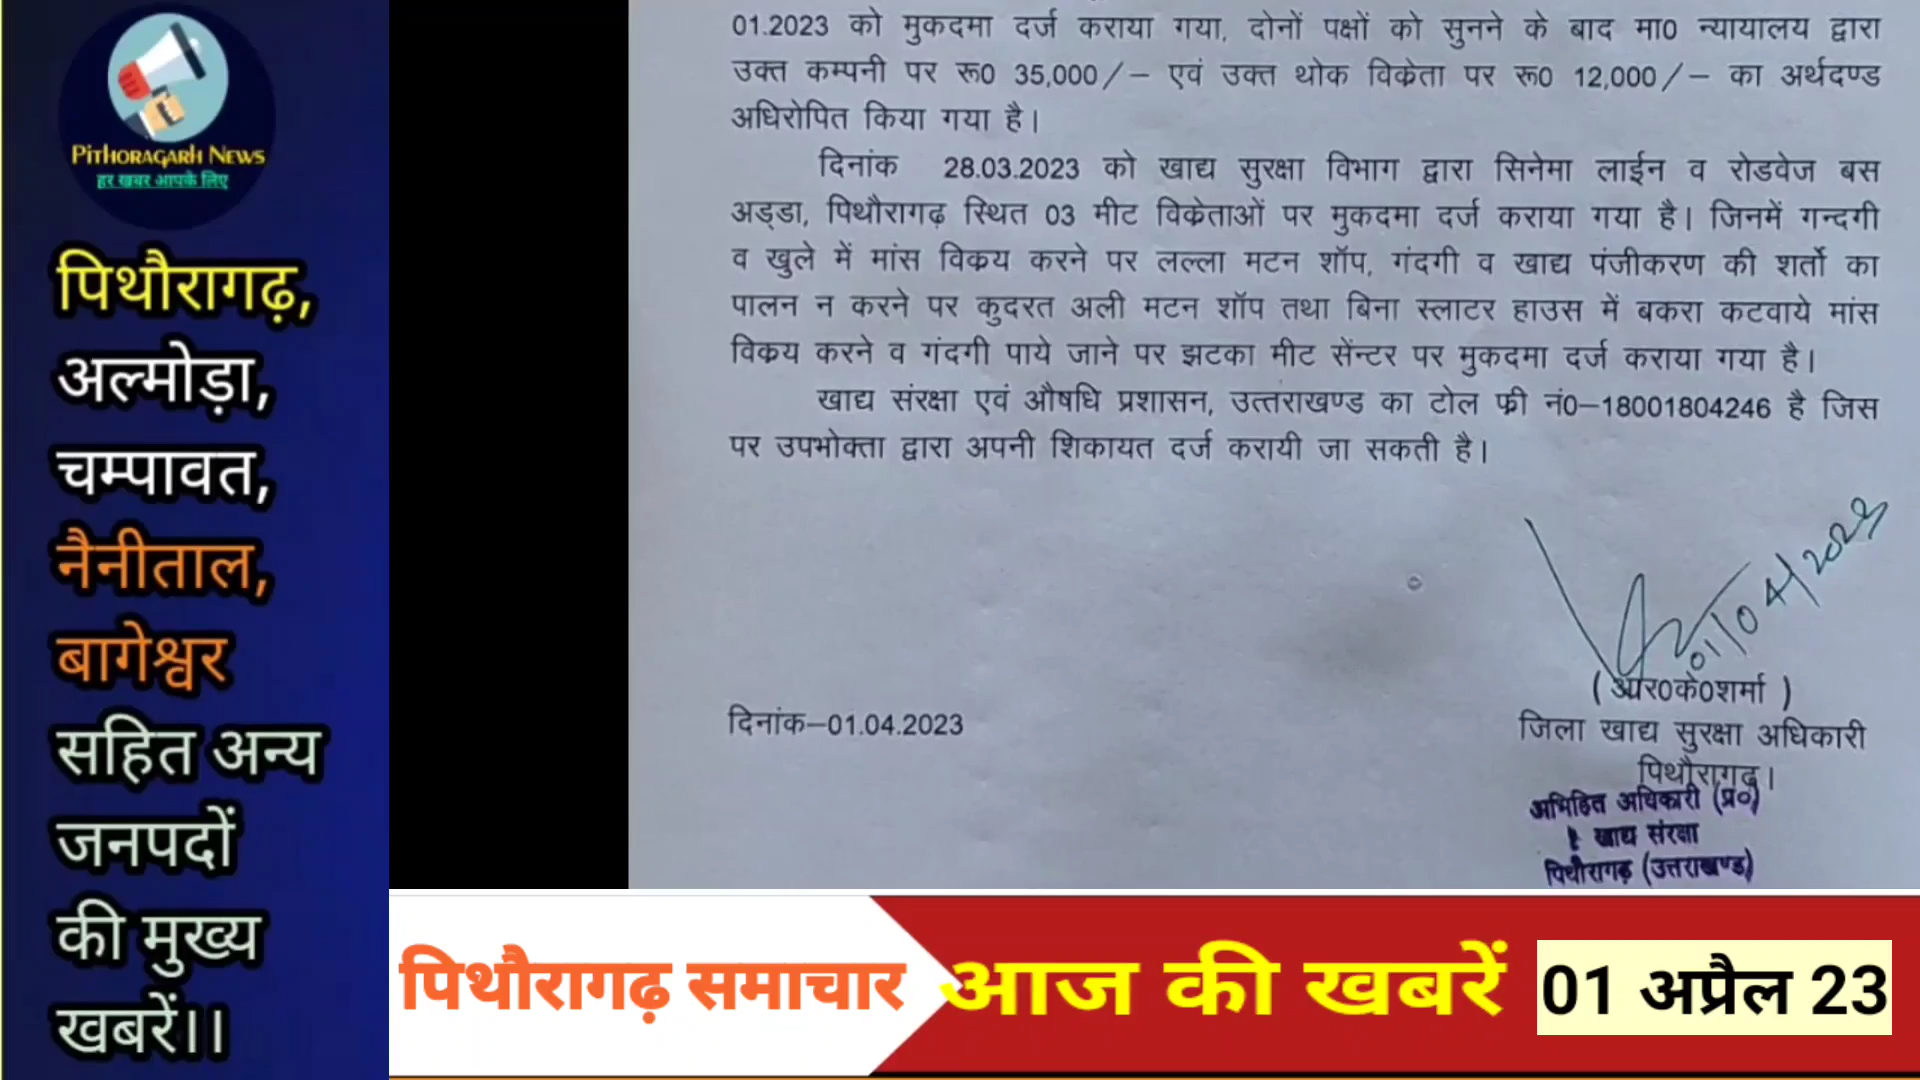 PITHORAGARH NEWS
हर खबर आपके लिए
पिथौरागढ़,
अल्मोड़ा,
चम्पावत,
नैनीताल,
बागेश्वर
सहित अन्य
जनपदों
की मुख्य
खबरें।।
01.2023 को मुकदमा दर्ज कराया गया, दोनों पक्षों को सुनने के बाद मा0 न्यायालय द्वारा
उक्त कम्पनी पर रू0 35,000/– एवं उक्त थोक विक्रेता पर रू0 12,000/– का अर्थदण्ड
अधिरोपित किया गया है।
दिनांक 28.03.2023 को खाद्य सुरक्षा विभाग द्वारा सिनेमा लाईन व रोडवेज बस
अड्डा, पिथौरागढ़ स्थित 03 मीट विक्रेताओं पर मुकदमा दर्ज कराया गया है। जिनमें गन्दगी
व खुले में मांस विक्रय करने पर लल्ला मटन शॉप, गंदगी व खाद्य पंजीकरण की शर्तो का
पालन न करने पर कुदरत अली मटन शॉप तथा बिना स्लाटर हाउस में बकरा कटवाये मांस
विक्रय करने व गंदगी पाये जाने पर झटका मीट सेंन्टर पर मुकदमा दर्ज कराया गया है।
खाद्य संरक्षा एवं औषधि प्रशासन, उत्तराखण्ड का टोल फ्री नं0–18001804246 है जिस
पर उपभोक्ता द्वारा अपनी शिकायत दर्ज करायी जा सकती है।
01/04/2023
( आर0के0शर्मा )
दिनांक–01.04.2023
जिला खाद्य सुरक्षा अधिकारी
पिथौरागढ़।
अभिहित अधिकारी (प्र०)
खाद्य संरक्षा
पिथौरागढ़ (उत्तराखण्ड)
पिथौरागढ़ समाचार
आज की खबरें
01 अप्रैल 23